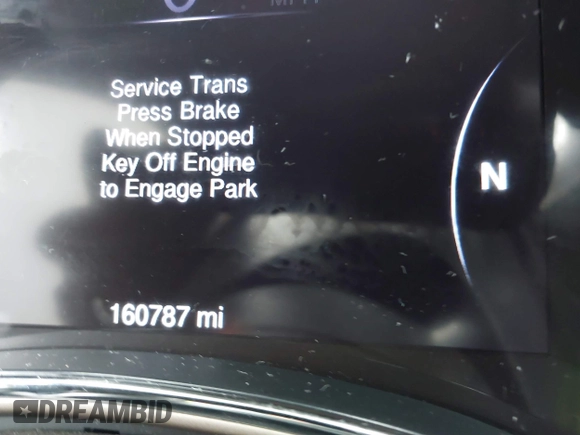 Service Trans
Press Brake
When Stopped
Key Off Engine
to Engage Park
N
160787 mi
DREAMBID